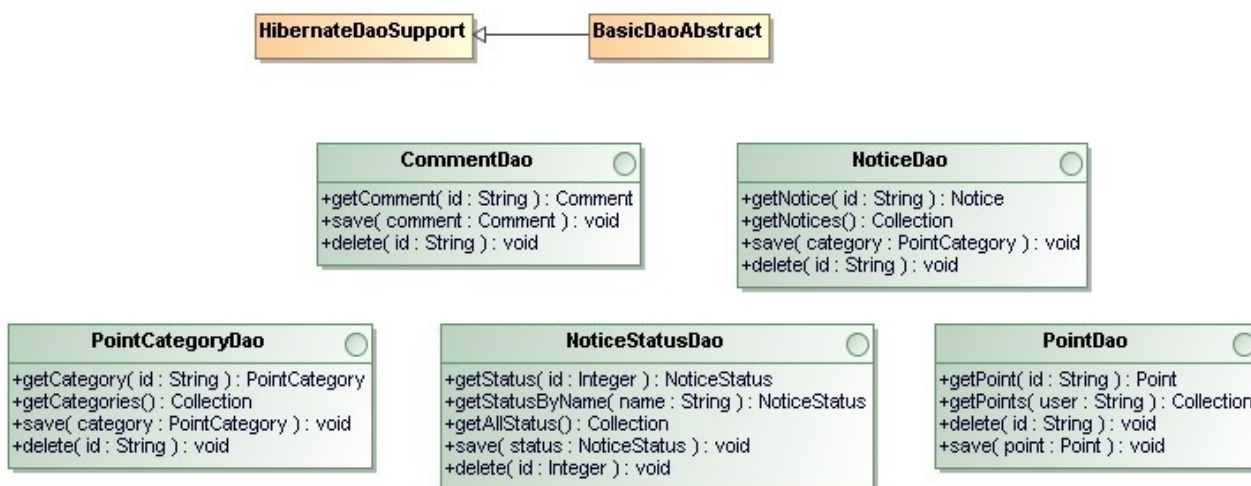 HibernateDaoSupport
BasicDaoAbstract
CommentDao
+getComment( id : String ) : Comment
+save( comment : Comment ) : void
+delete( id : String ) : void
NoticeDao
+getNotice( id : String ) : Notice
+getNotices() : Collection
+save( category : PointCategory ) : void
+delete( id : String ) : void
PointCategoryDao
+getCategory( id : String ) : PointCategory
+getCategories() : Collection
+save( category : PointCategory ) : void
+delete( id : String ) : void
NoticeStatusDao
+getStatus( id : Integer ) : NoticeStatus
+getStatusByName( name : String ) : NoticeStatus
+getAllStatus() : Collection
+save( status : NoticeStatus ) : void
+delete( id : Integer ) : void
PointDao
+getPoint( id : String ) : Point
+getPoints( user : String ) : Collection
+delete( id : String ) : void
+save( point : Point ) : void